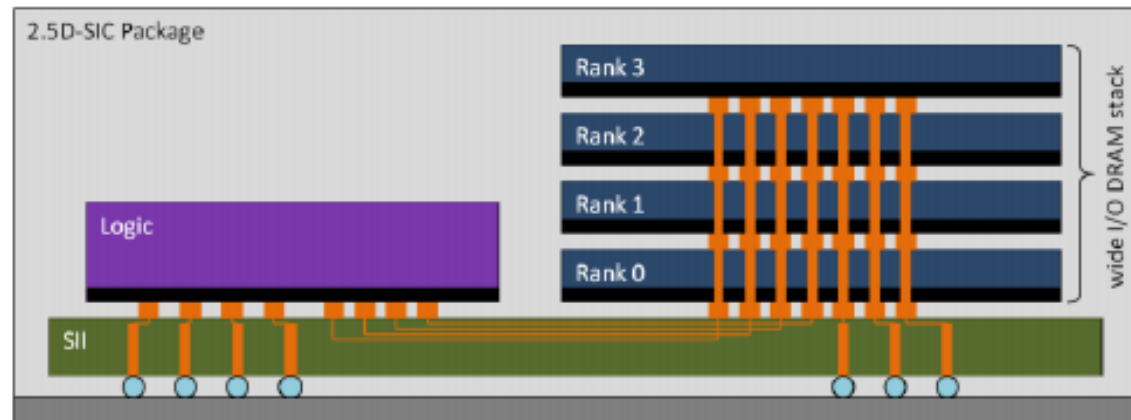 2.5D-SIC Package
Rank 3
Rank 2
Rank 1
Rank 0
wide I/O DRAM stack
Logic
SII